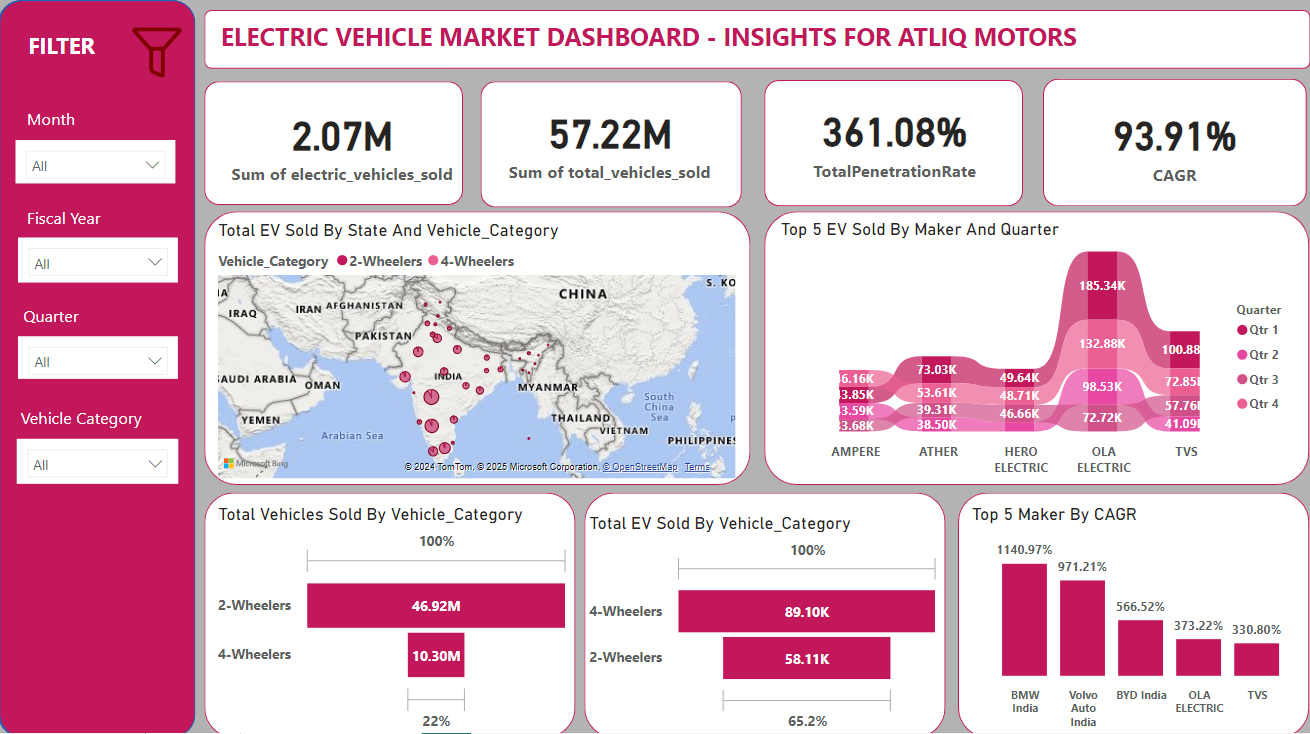 FILTER
ELECTRIC VEHICLE MARKET DASHBOARD - INSIGHTS FOR ATLIQ MOTORS
Month
All
Fiscal Year
All
Quarter
All
Vehicle Category
All
2.07M
Sum of electric_vehicles_sold
57.22M
Sum of total_vehicles_sold
361.08%
TotalPenetrationRate
93.91%
CAGR
Total EV Sold By State And Vehicle_Category
Vehicle_Category 2-Wheelers 4-Wheelers
CHINA
S. KO
IRAQ
IRAN
AFGHANISTAN
PAKISTAN
SAUDI ARABIA
OMAN
INDIA
MYANMAR
YEMEN
THAILAND
VIETNAM
South
China
Sea
Arabian Sea
PHILIPPINES
Microsoft Bing
© 2024 TomTom, © 2025 Microsoft Corporation, © OpenStreetMap Terms
Top 5 EV Sold By Maker And Quarter
73.03K
53.61K
39.31K
38.50K
49.64K
48.71K
46.66K
185.34K
132.88K
98.53K
72.72K
100.88
72.85
57.76
41.09
AMPERE
ATHER
HERO
ELECTRIC
OLA
ELECTRIC
TVS
Quarter
Qtr 1
Qtr 2
Qtr 3
Qtr 4
Total Vehicles Sold By Vehicle_Category
100%
2-Wheelers
46.92M
4-Wheelers
10.30M
22%
Total EV Sold By Vehicle_Category
100%
4-Wheelers
89.10K
2-Wheelers
58.11K
65.2%
Top 5 Maker By CAGR
1140.97%
971.21%
566.52%
373.22%
330.80%
BMW
India
Volvo
Auto
India
BYD India
OLA
ELECTRIC
TVS